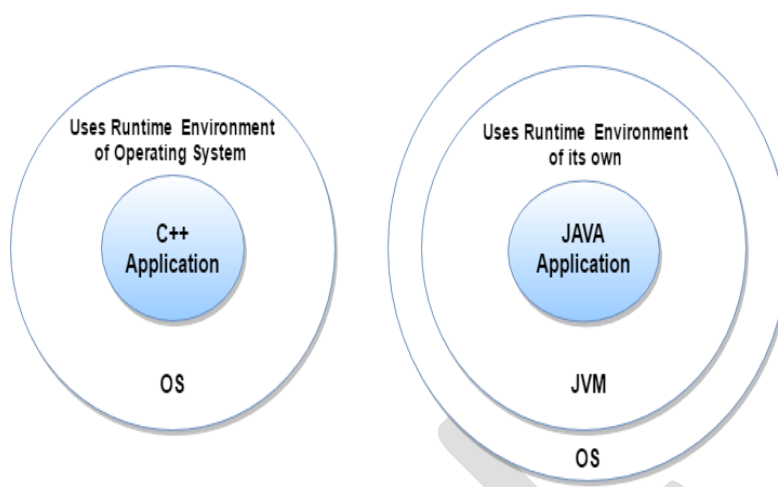 Uses Runtime Environment
of Operating System
C++
Application
OS
Uses Runtime Environment
of its own
JAVA
Application
JVM
OS